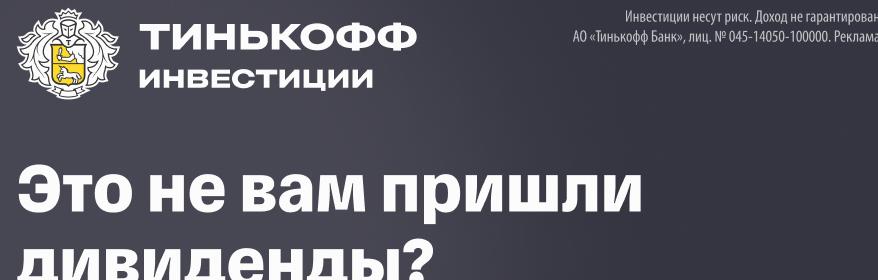 ТИНЬКОФФ
ИНВЕСТИЦИИ
Инвестиции несут риск. Доход не гарантирован
АО «Тинькофф Банк», лиц. № 045-14050-100000. Реклама
Это не вам пришли
дивиденды?